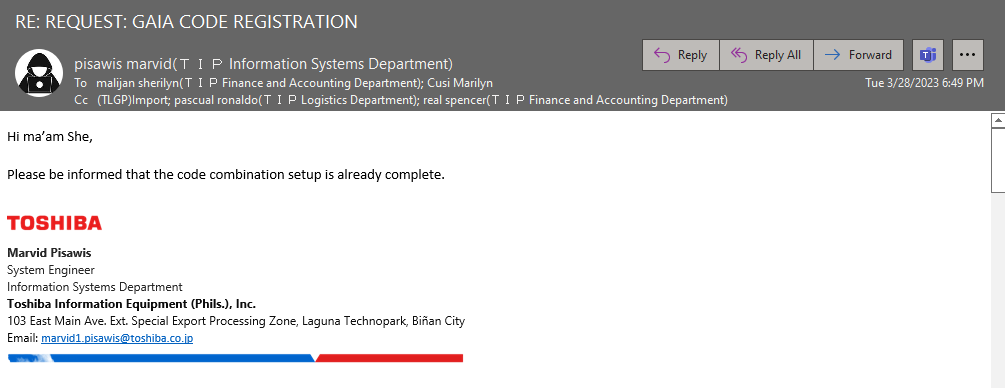 RE: REQUEST: GAIA CODE REGISTRATION
pisawis marvid(ＴＩＰ Information Systems Department)
Reply
Reply All
Forward
To malijan sherilyn(ＴＩＰ Finance and Accounting Department); Cusi Marilyn
Tue 3/28/2023 6:49 PM
Cc (TLGP)Import; pascual ronaldo(ＴＩＰ Logistics Department); real spencer(ＴＩＰ Finance and Accounting Department)
Hi ma’am She,
Please be informed that the code combination setup is already complete.
TOSHIBA
Marvid Pisawis
System Engineer
Information Systems Department
Toshiba Information Equipment (Phils.), Inc.
103 East Main Ave. Ext. Special Export Processing Zone, Laguna Technopark, Biñan City
Email: marvid1.pisawis@toshiba.co.jp